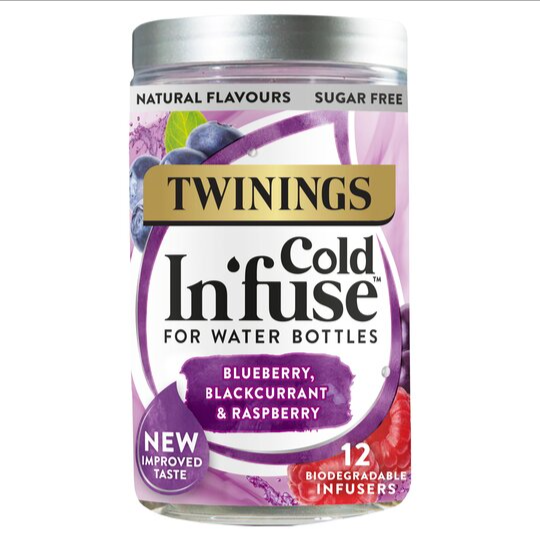 NATURAL FLAVOURS SUGAR FREE
TWININGS
Cold
In'fuse™
FOR WATER BOTTLES
BLUEBERRY,
BLACKCURRANT
& RASPBERRY
NEW
IMPROVED
TASTE
12
BIODEGRADABLE
INFUSERS